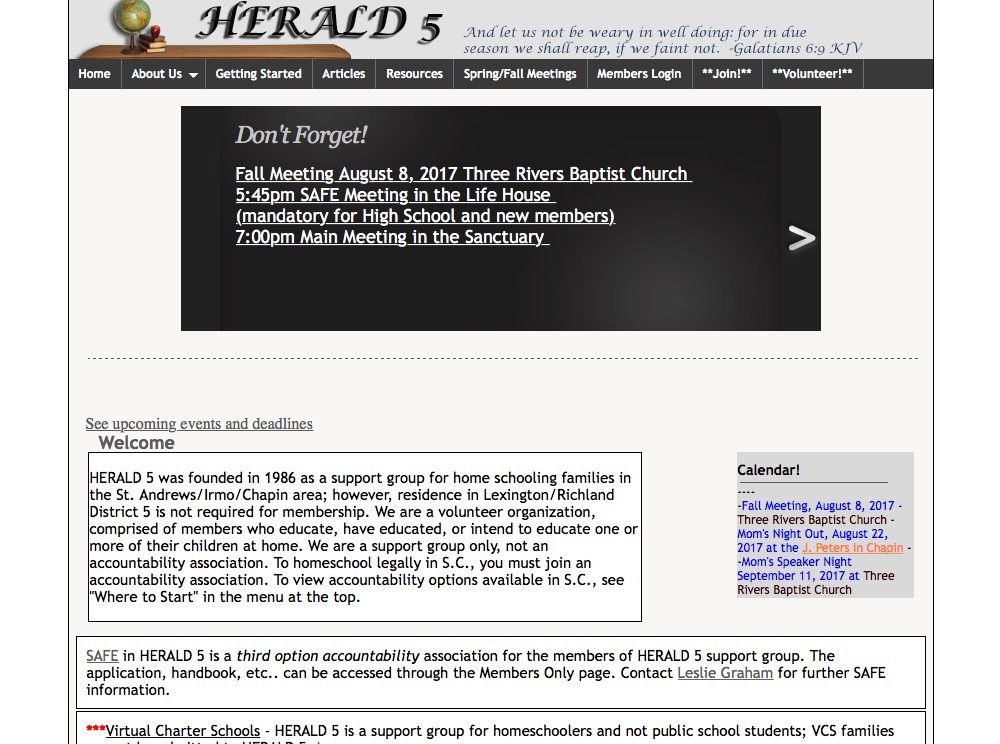 HERALD 5
And let us not be weary in well doing: for in due
season we shall reap, if we faint not. -Galatians 6:9 KJV
Home About Us Getting Started Articles Resources Spring/Fall Meetings Members Login **Join!** **Volunteer!**
Don't Forget!
Fall Meeting August 8, 2017 Three Rivers Baptist Church
5:45pm SAFE Meeting in the Life House
(mandatory for High School and new members)
7:00pm Main Meeting in the Sanctuary
>
See upcoming events and deadlines
Welcome
HERALD 5 was founded in 1986 as a support group for home schooling families in
the St. Andrews/Irmo/Chapin area; however, residence in Lexington/Richland
District 5 is not required for membership. We are a volunteer organization,
comprised of members who educate, have educated, or intend to educate one or
more of their children at home. We are a support group only, not an
accountability association. To homeschool legally in S.C., you must join an
accountability association. To view accountability options available in S.C., see
"Where to Start" in the menu at the top.
Calendar!
----
-Fall Meeting, August 8, 2017 -
Three Rivers Baptist Church -
Mom's Night Out, August 22,
2017 at the J. Peters in Chapin -
-Mom's Speaker Night
September 11, 2017 at Three
Rivers Baptist Church
SAFE in HERALD 5 is a third option accountability association for the members of HERALD 5 support group. The
application, handbook, etc.. can be accessed through the Members Only page. Contact Leslie Graham for further SAFE
information.
***Virtual Charter Schools - HERALD 5 is a support group for homeschoolers and not public school students; VCS families